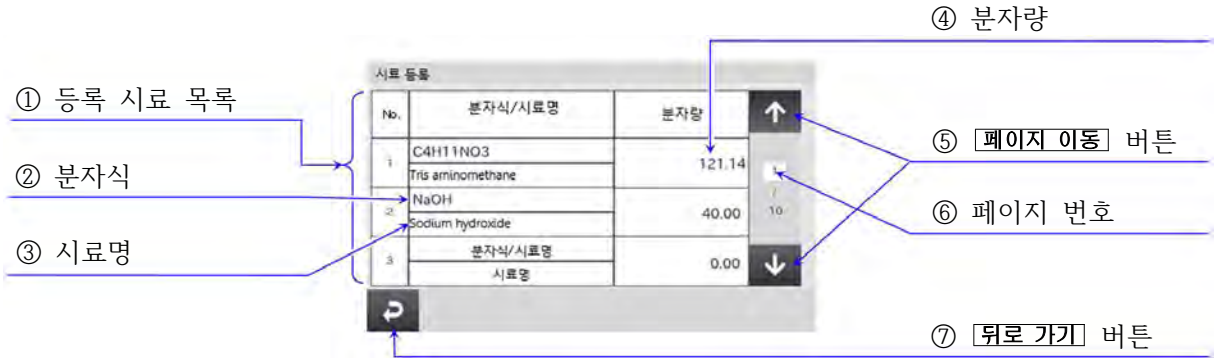 ④ 분자량
시료 등록
① 등록 시료 목록
No. 분자식/시료명 분자량
⑤ 페이지 이동 버튼
1 C4H11NO3 121.14
Tris aminomethane
1
/
10
② 분자식
2 NaOH 40.00
Sodium hydroxide
⑥ 페이지 번호
③ 시료명
3 분자식/시료명 0.00
시료명
⑦ 뒤로 가기 버튼